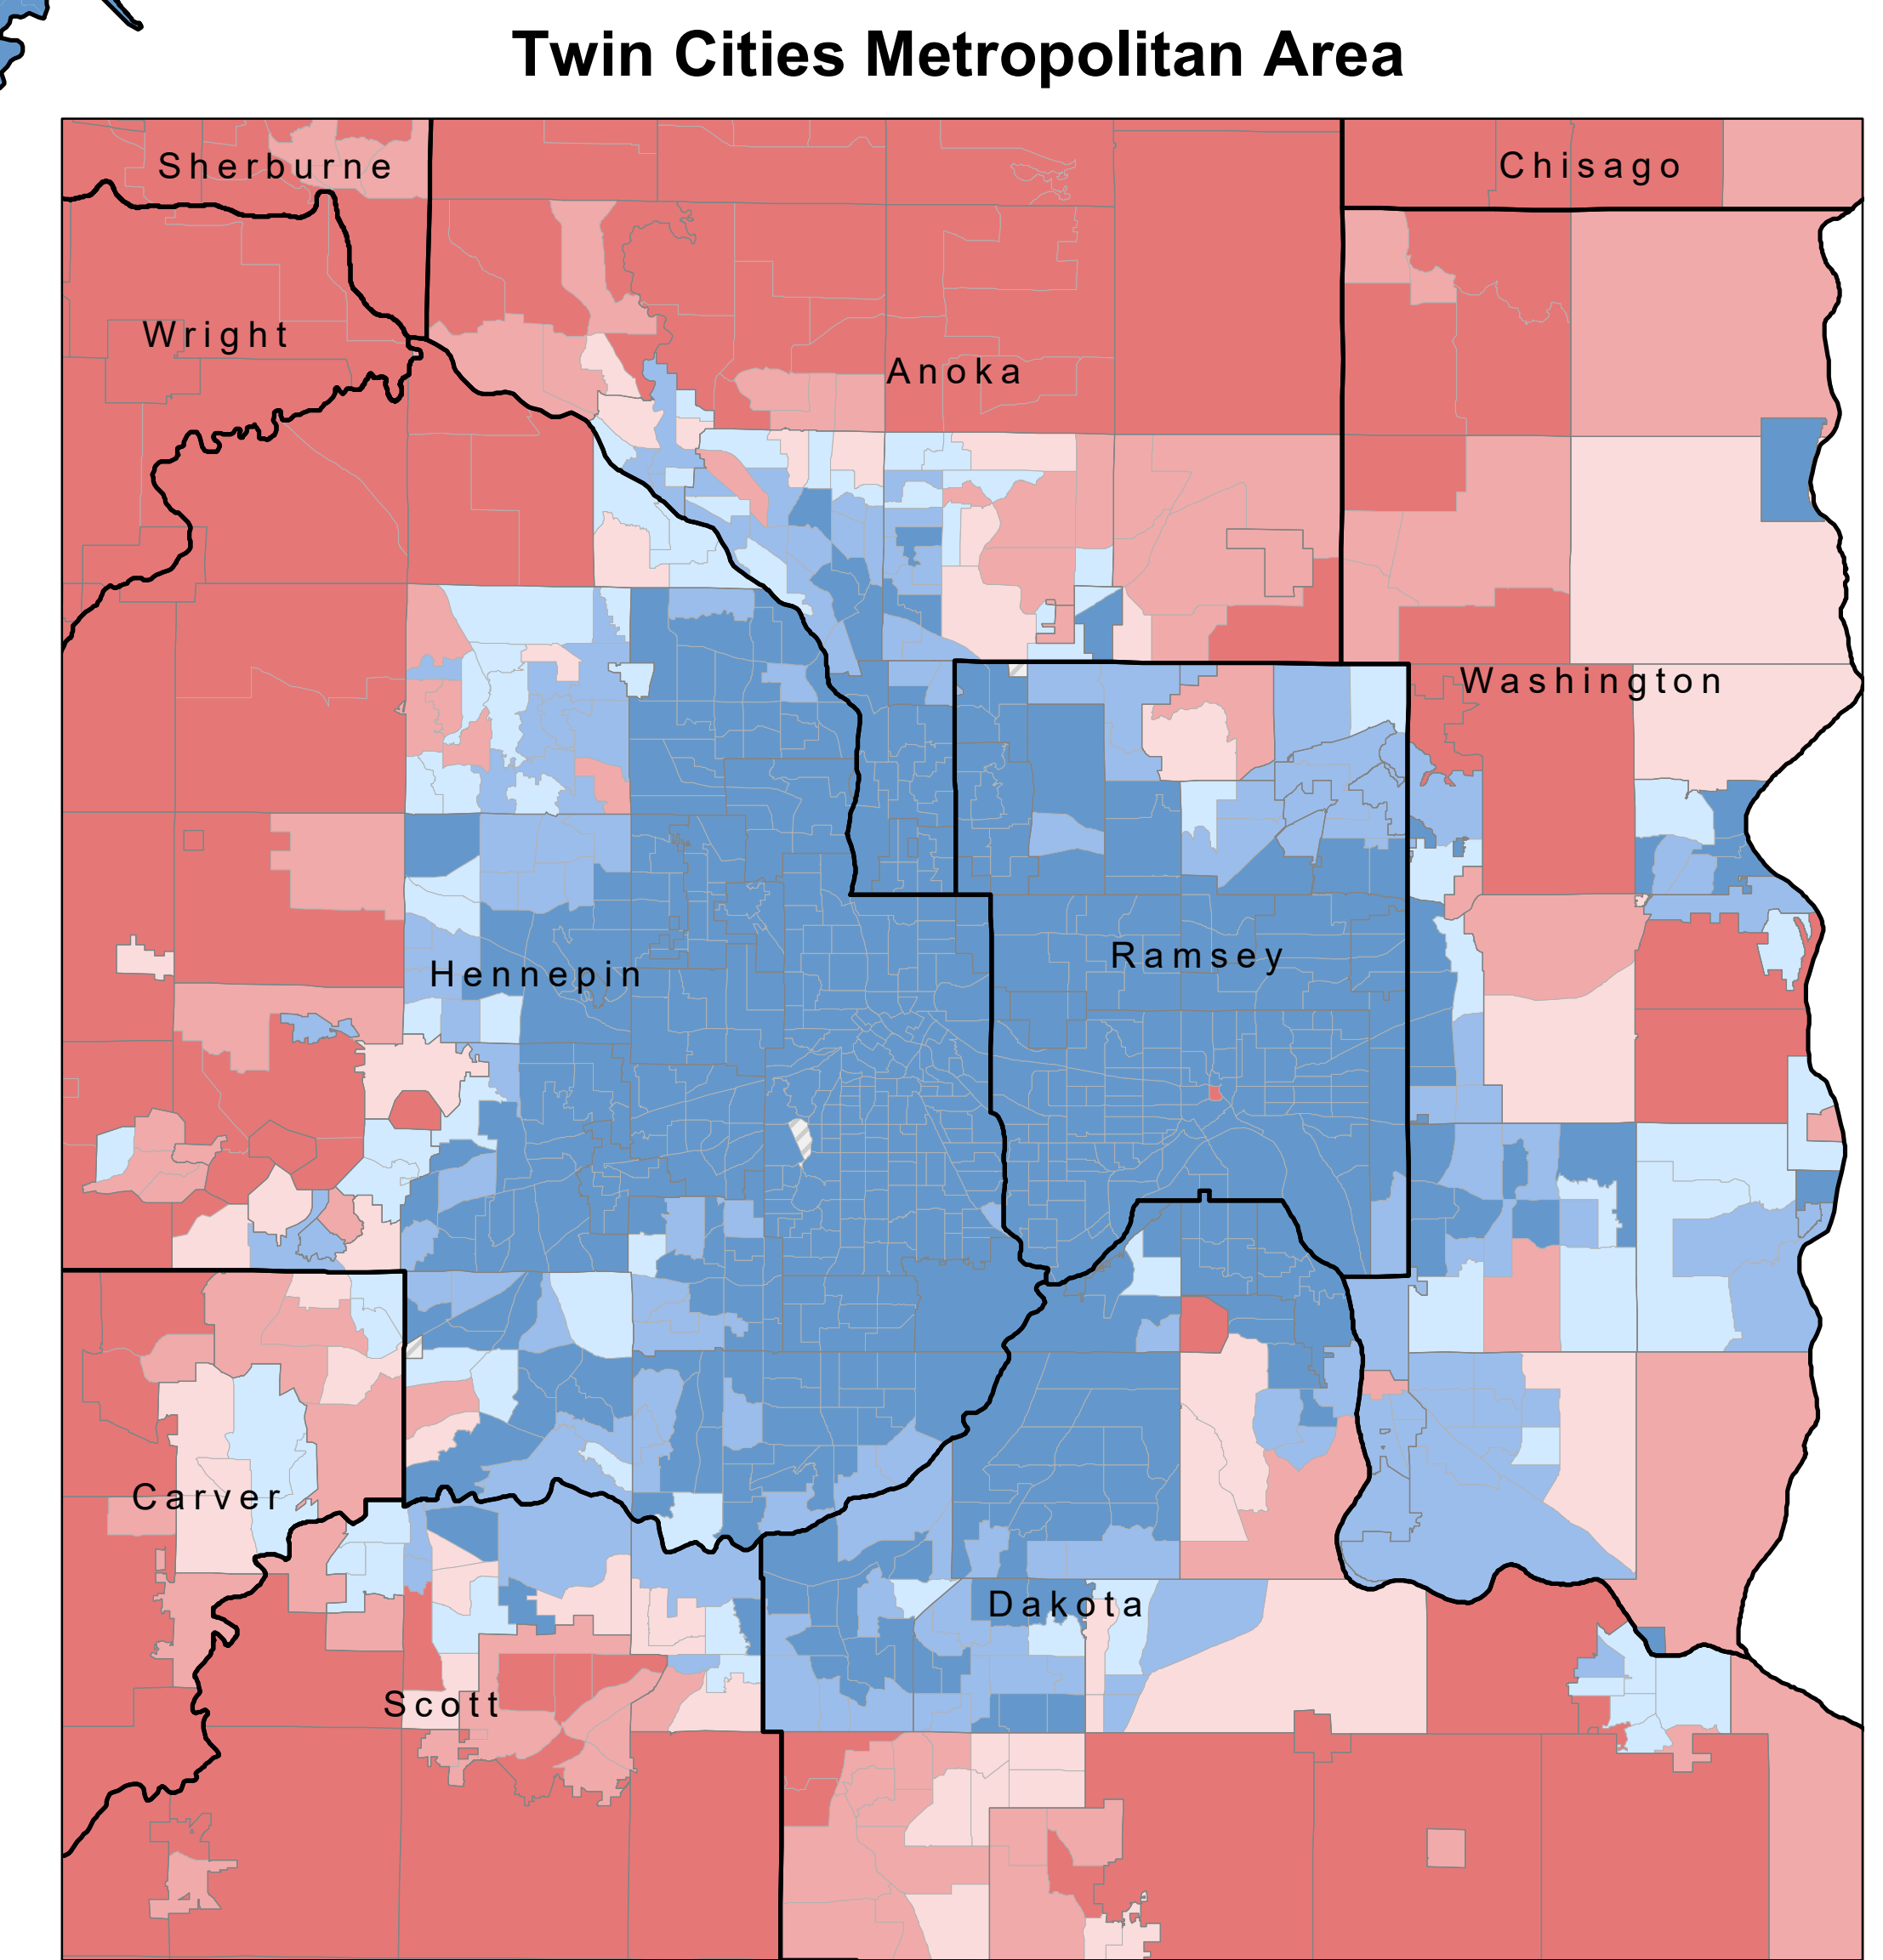 Twin Cities Metropolitan Area
Sherburne
Chisago
Wright
Anoka
Washington
Hennepin
Ramsey
Carver
Dakota
Scott